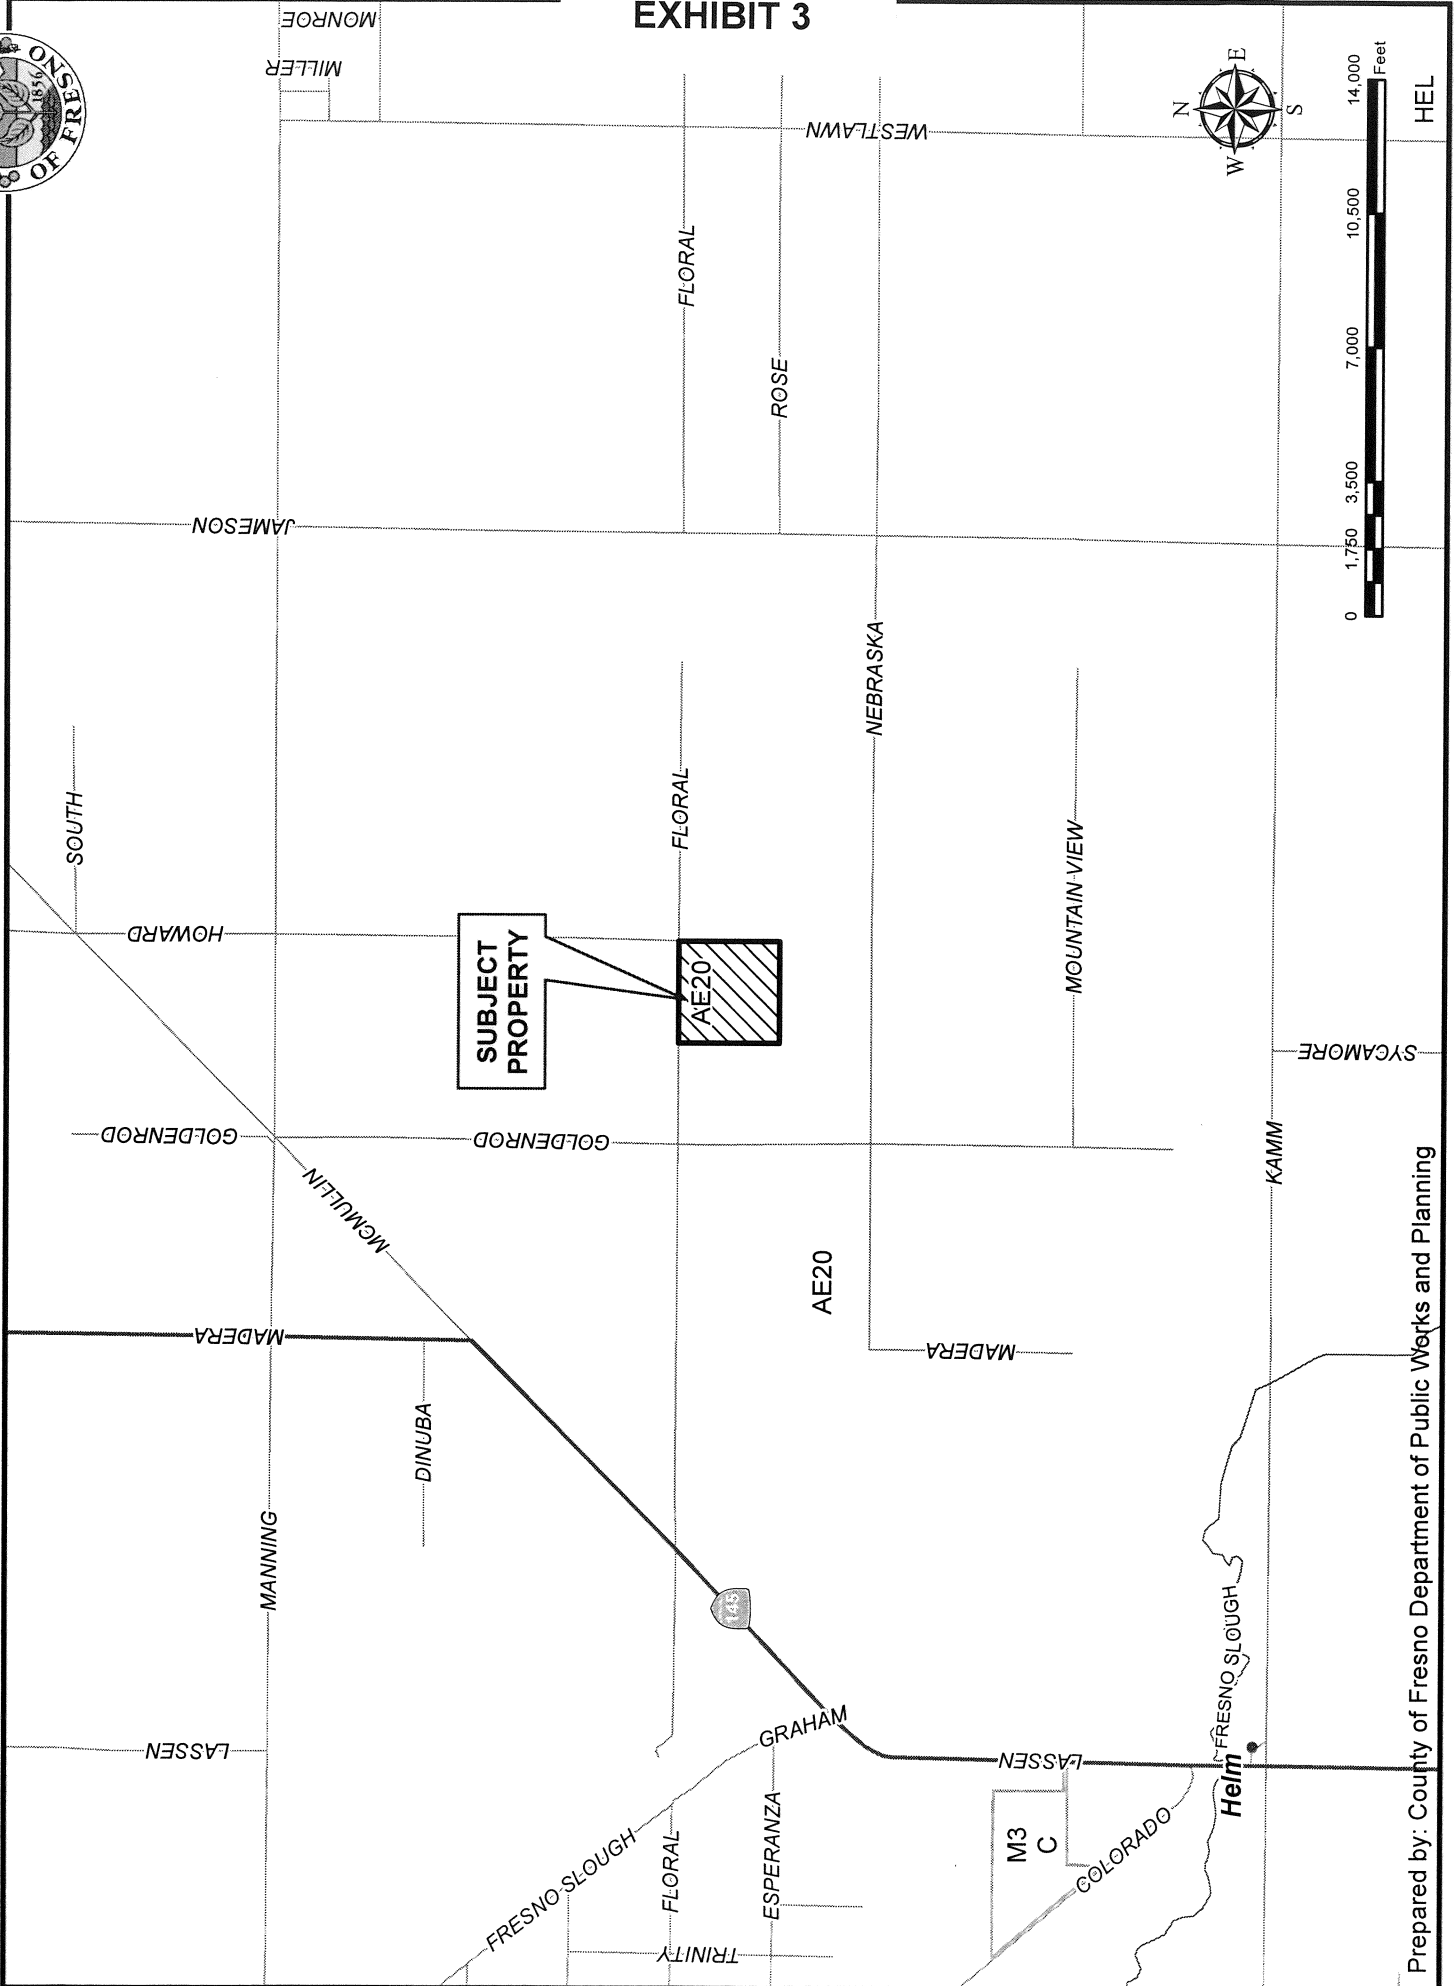 EXHIBIT 3
OF FRESNO
1856
MONROE
MILLER
WESTLAWN
FLORAL
ROSE
JAMESON
NEBRASKA
SOUTH
HOWARD
FLORAL
MOUNTAIN VIEW
SUBJECT
PROPERTY
AE20
SYCAMORE
GOLDENROD
GOLDENROD
KAMM
MCMULLIN
AE20
MADERA
MADERA
DINUBA
MANNING
145
FRESNO SLOUGH
GRAHAM
LASSEN
LASSEN
Helm
M3
C
COLORADO
ESPERANZA
FLORAL
FRESNO SLOUGH
TRINITY
N
W
E
S
0
1,750
3,500
7,000
10,500
14,000
Feet
HEL
Prepared by: County of Fresno Department of Public Works and Planning